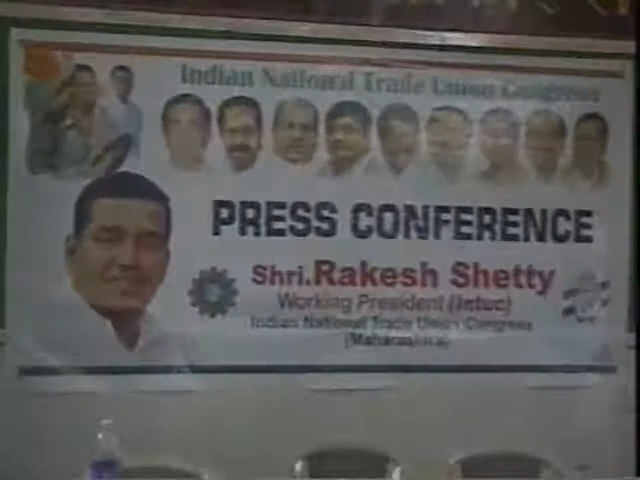 Indian National Trade Union Congress
PRESS CONFERENCE
Shri.Rakesh Shetty
Working President (Intuc)
Indian National Trade Union Congress
(Maharashtra)